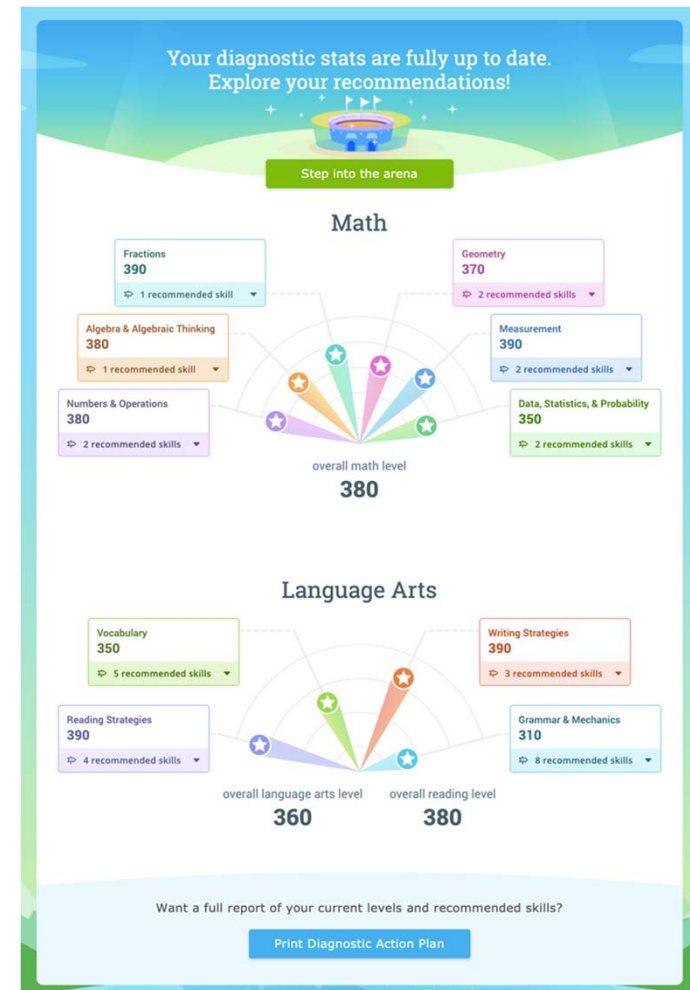 Your diagnostic stats are fully up to date.
Explore your recommendations!
Step into the arena
Math
Fractions
390
1 recommended skill
Geometry
370
2 recommended skills
Algebra & Algebraic Thinking
380
1 recommended skill
Measurement
390
2 recommended skills
Numbers & Operations
380
2 recommended skills
Data, Statistics, & Probability
350
2 recommended skills
overall math level
380
Language Arts
Vocabulary
350
5 recommended skills
Writing Strategies
390
3 recommended skills
Reading Strategies
390
4 recommended skills
Grammar & Mechanics
310
8 recommended skills
overall language arts level
360
overall reading level
380
Want a full report of your current levels and recommended skills?
Print Diagnostic Action Plan